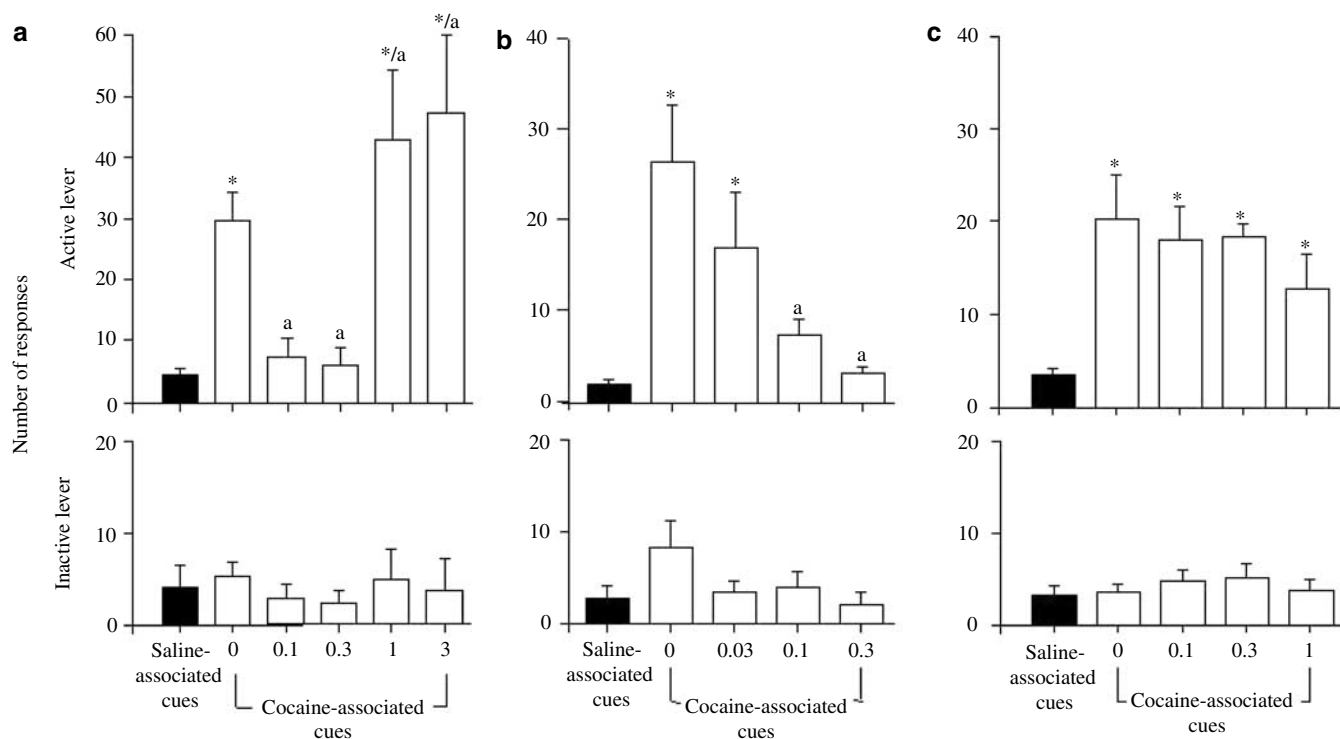 a
b
c
Number of responses
Active lever
60
50
40
30
20
10
0
*
a
a
*/a
*/a
40
30
20
10
0
*
*
a
a
40
30
20
10
0
*
*
*
*
Inactive lever
20
10
0
20
10
0
20
10
0
Saline-
associated
cues
0
0.1
0.3
1
3
Cocaine-associated
cues
Saline-
associated
cues
0
0.03
0.1
0.3
Cocaine-associated
cues
Saline-
associated
cues
0
0.1
0.3
1
Cocaine-associated
cues